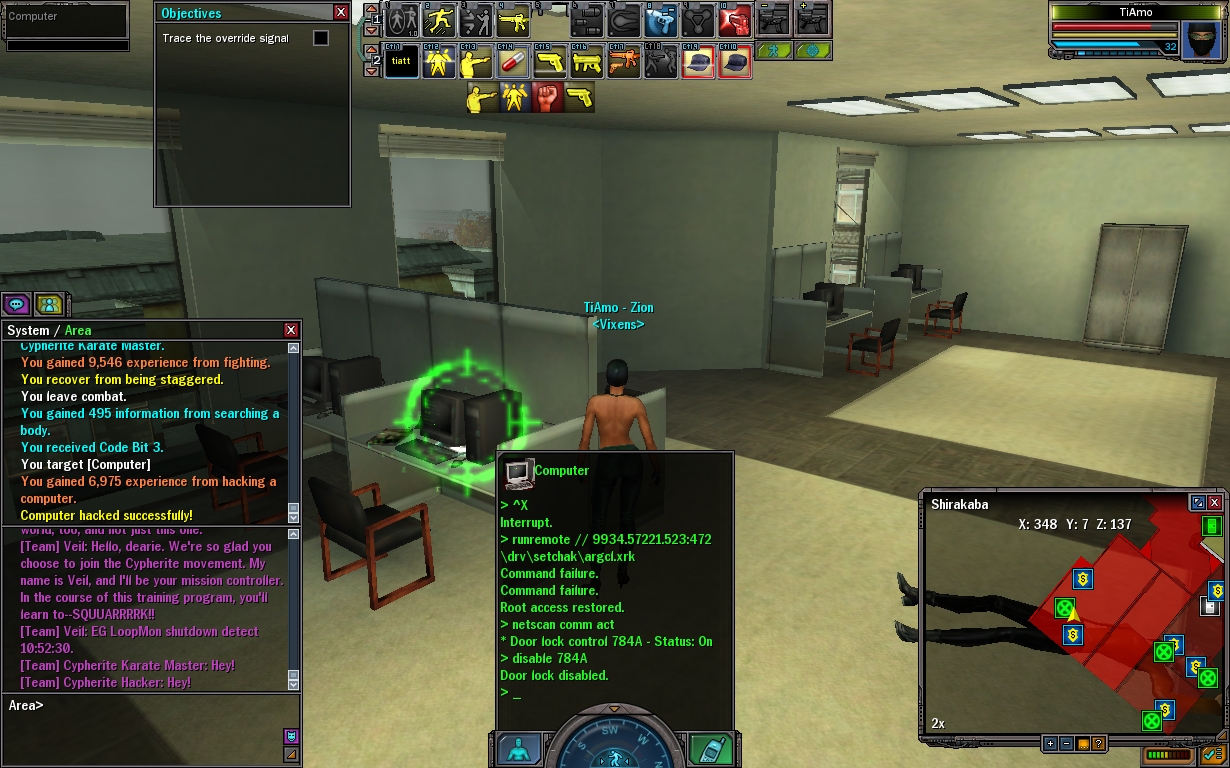 Computer
Objectives
Trace the override signal
1
2
tiatt
TiAmo
32
TiAmo - Zion
<Vixens>
System / Area
Cypherite Karate Master.
You gained 9,546 experience from fighting.
You recover from being staggered.
You leave combat.
You gained 495 information from searching a
body.
You received Code Bit 3.
You target [Computer]
You gained 6,975 experience from hacking a
computer.
Computer hacked successfully!
world, too, and not just this one.
[Team] Veil: Hello, dearie. We're so glad you
choose to join the Cypherite movement. My
name is Veil, and I'll be your mission controller.
In the course of this training program, you'll
learn to--SQUUARRRRK!!
[Team] Veil: EG LoopMon shutdown detect
10:52:30.
[Team] Cypherite Karate Master: Hey!
[Team] Cypherite Hacker: Hey!
Area>
Computer
> ^X
Interrupt.
> runremote // 9934.57221.523:472
\drv\setchak\argcl.xrk
Command failure.
Command failure.
Root access restored.
> netscan comm act
* Door lock control 784A - Status: On
> disable 784A
Door lock disabled.
> _
S
SW
W
N
Shirakaba
X: 348 Y: 7 Z: 137
2x